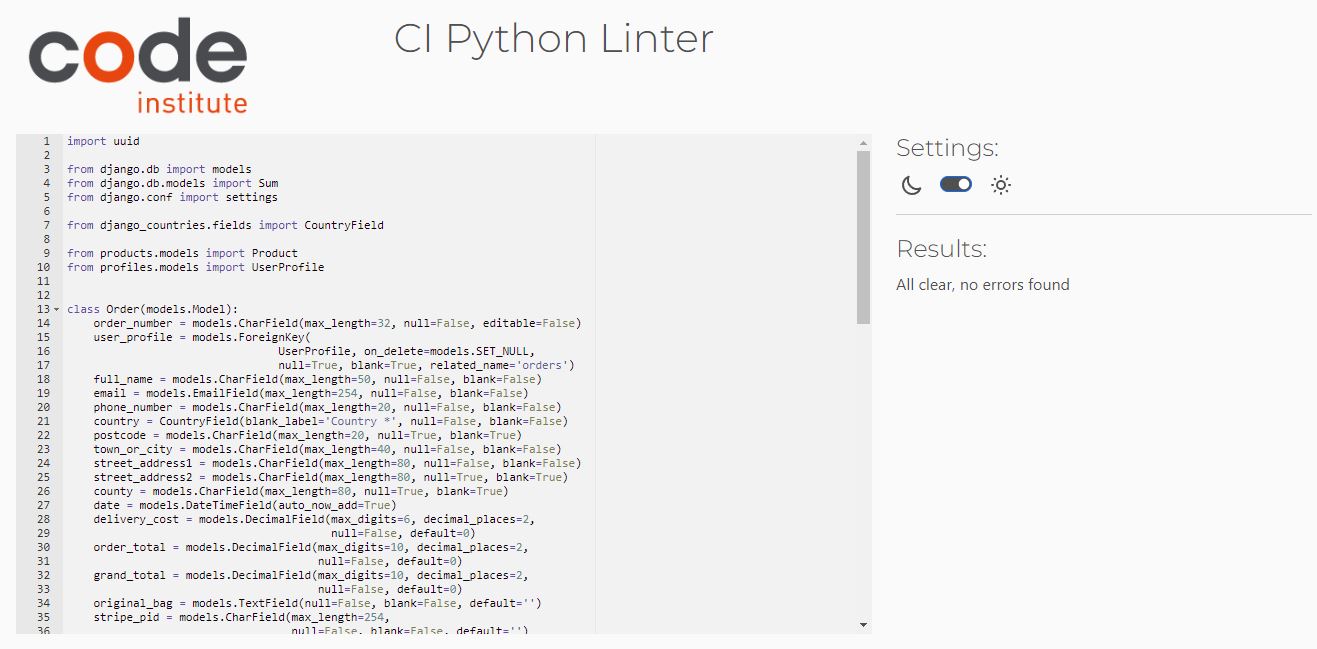 code
institute
CI Python Linter
1 import uuid
2
3 from django.db import models
4 from django.db.models import Sum
5 from django.conf import settings
6
7 from django_countries.fields import CountryField
8
9 from products.models import Product
10 from profiles.models import UserProfile
11
12
13 class Order(models.Model):
14     order_number = models.CharField(max_length=32, null=False, editable=False)
15     user_profile = models.ForeignKey(
16                                 UserProfile, on_delete=models.SET_NULL,
17                                 null=True, blank=True, related_name='orders')
18     full_name = models.CharField(max_length=50, null=False, blank=False)
19     email = models.EmailField(max_length=254, null=False, blank=False)
20     phone_number = models.CharField(max_length=20, null=False, blank=False)
21     country = CountryField(blank_label='Country *', null=False, blank=False)
22     postcode = models.CharField(max_length=20, null=True, blank=True)
23     town_or_city = models.CharField(max_length=40, null=False, blank=False)
24     street_address1 = models.CharField(max_length=80, null=False, blank=False)
25     street_address2 = models.CharField(max_length=80, null=True, blank=True)
26     county = models.CharField(max_length=80, null=True, blank=True)
27     date = models.DateTimeField(auto_now_add=True)
28     delivery_cost = models.DecimalField(max_digits=6, decimal_places=2,
29                                         null=False, default=0)
30     order_total = models.DecimalField(max_digits=10, decimal_places=2,
31                                       null=False, default=0)
32     grand_total = models.DecimalField(max_digits=10, decimal_places=2,
33                                       null=False, default=0)
34     original_bag = models.TextField(null=False, blank=False, default='')
35     stripe_pid = models.CharField(max_length=254,
36                                   null=False, blank=False, default='')
Settings:
Results:
All clear, no errors found